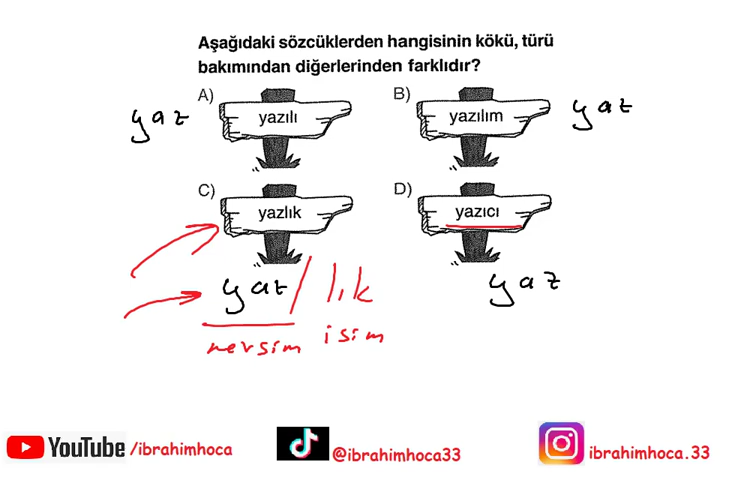 Aşağıdaki sözcüklerden hangisinin kökü, türü
bakımından diğerlerinden farklıdır?
A) yazılı
yaz
B) yazılım
yaz
C) yazlık
D) yazıcı
yaz / lık
mevsim isim
yaz
YouTube /ibrahimhoca
@ibrahimhoca33
ibrahimhoca.33